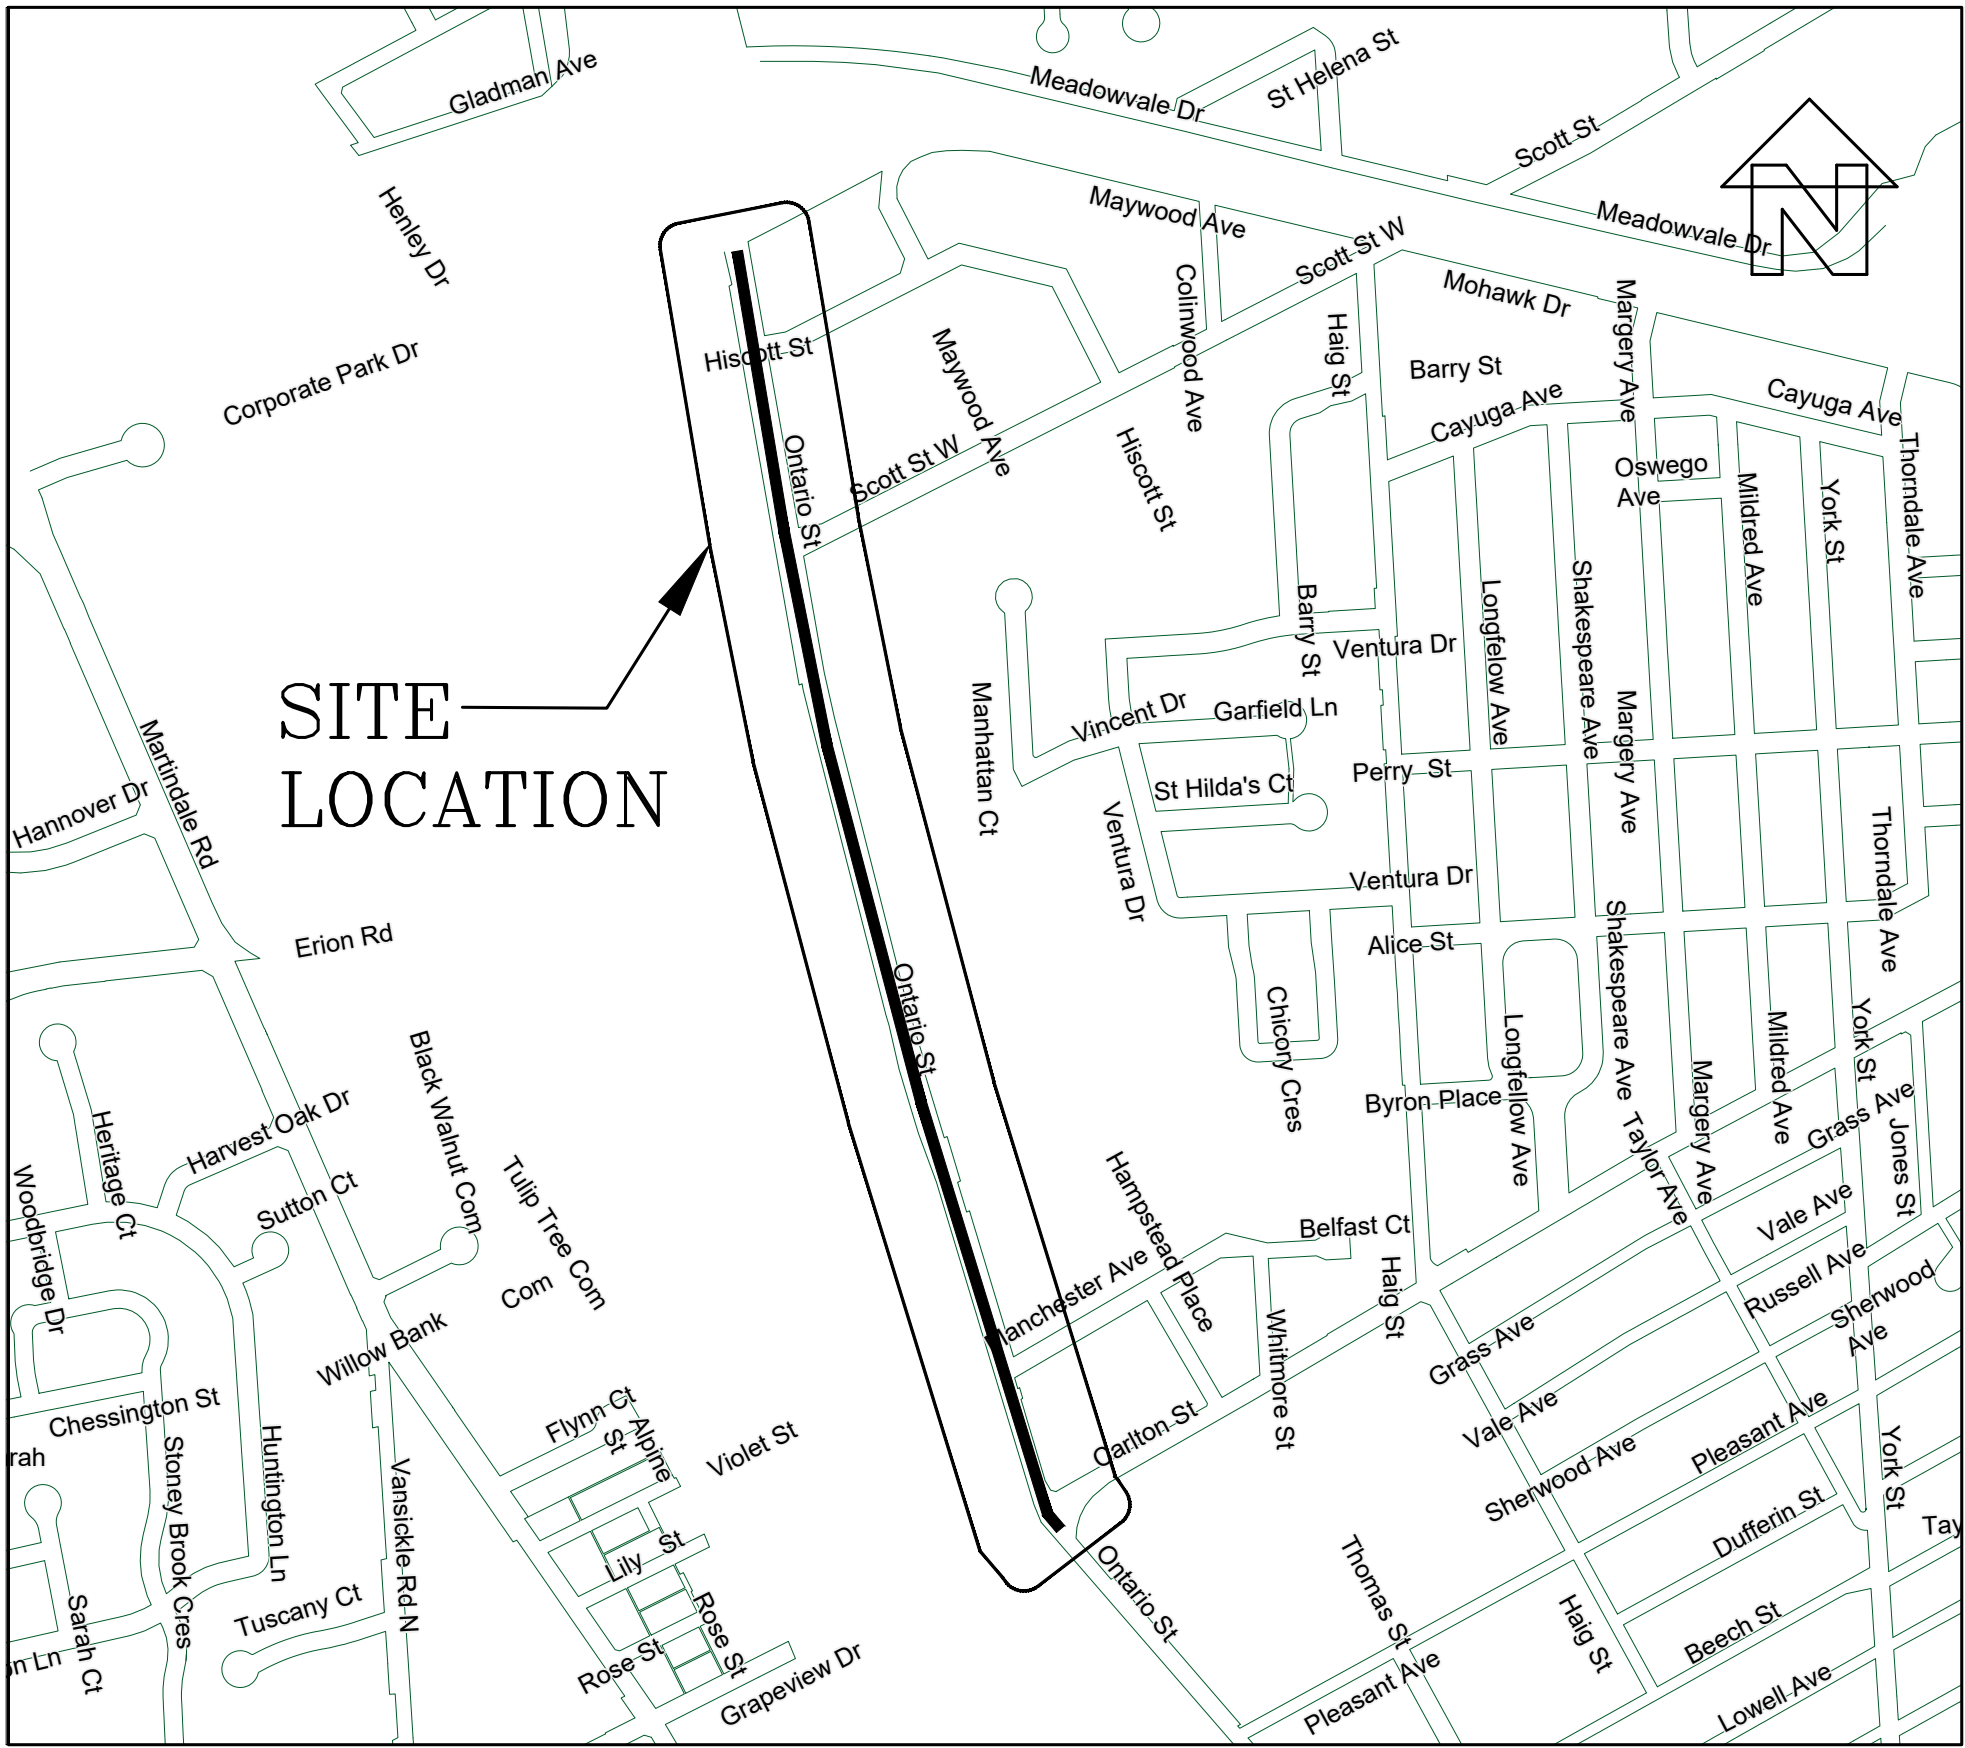 Gladman Ave
Meadowvale Dr
St Helena St
Scott St
N
Henley Dr
Maywood Ave
Meadowvale Dr
Scott St W
Colinwood Ave
Mohawk Dr
Margery Ave
Haig St
Hiscott St
Maywood Ave
Corporate Park Dr
Barry St
Cayuga Ave
Cayuga Ave
Ontario St
Scott St W
Hiscott St
Oswego
Ave
Mildred Ave
York St
Thorndale Ave
Barry St
Ventura Dr
Longfelow Ave
Shakespeare Ave
SITE
LOCATION
Manhattan Ct
Vincent Dr
Garfield Ln
Margery Ave
Martindale Rd
Hannover Dr
St Hilda's Ct
Perry St
Ventura Dr
Thorndale Ave
Ventura Dr
Erion Rd
Alice St
Shakespeare Ave
Ontario St
Chicory Cres
Longfellow Ave
Mildred Ave
York St
Black Walnut Com
Heritage Ct
Harvest Oak Dr
Byron Place
Taylor Ave
Margery Ave
Grass Ave
Jones St
Woodbridge Dr
Sutton Ct
Tulip Tree Com
Hampstead Place
Belfast Ct
Vale Ave
Manchester Ave
Haig St
Russell Ave
Sherwood
Ave
Willow Bank
Com
Whitmore St
Grass Ave
Chessington St
Flynn Ct
Alpine
St
Violet St
Carlton St
Vale Ave
Pleasant Ave
rah
Stoney Brook Cres
Huntington Ln
Vansickle Rd N
Sherwood Ave
York St
Dufferin St
Tay
Lily St
Ontario St
Thomas St
Sarah Ct
Tuscany Ct
Rose St
Rose St
Haig St
Beech St
n Ln
Grapeview Dr
Pleasant Ave
Lowell Ave